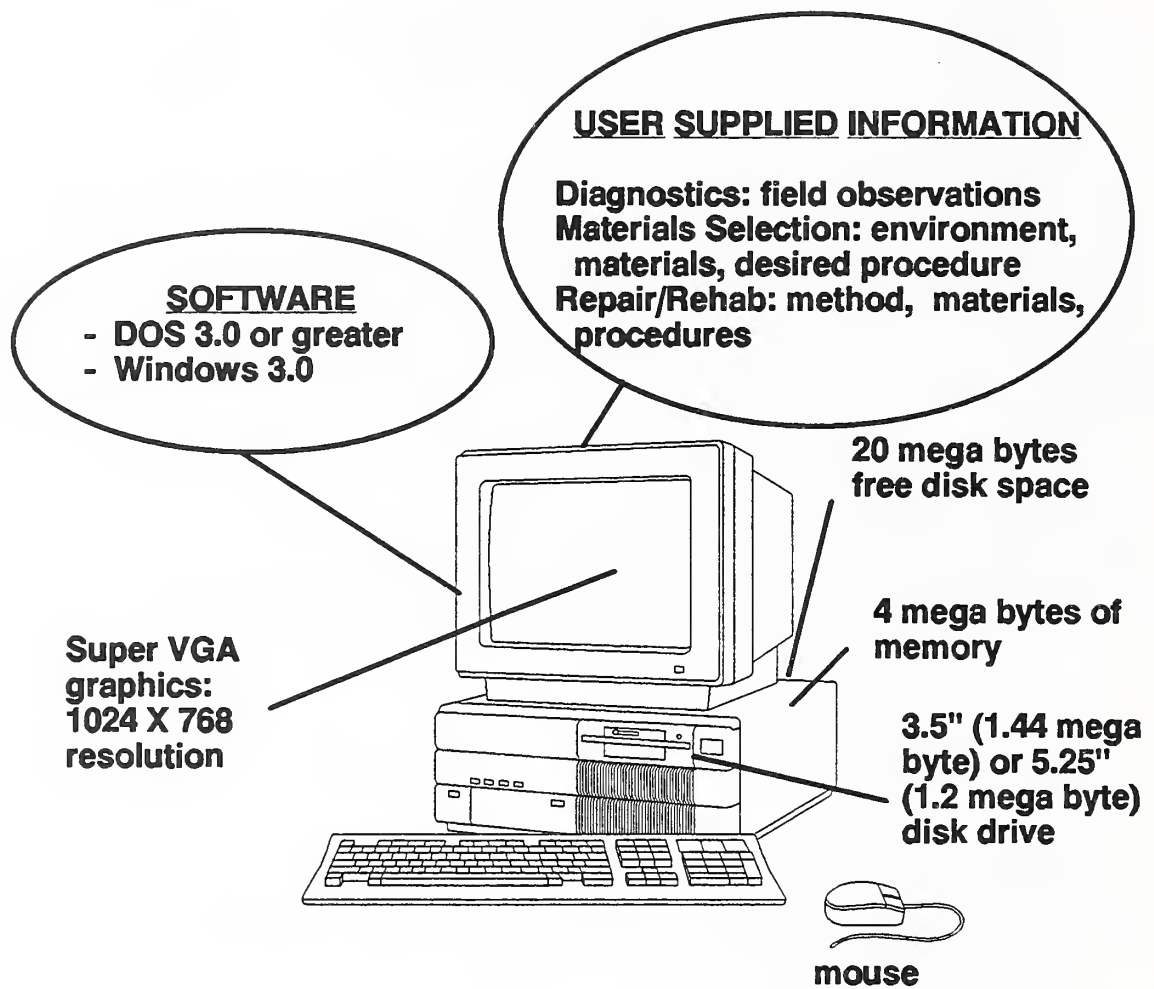 USER SUPPLIED INFORMATION
Diagnostics: field observations
Materials Selection: environment,
materials, desired procedure
Repair/Rehab: method, materials,
procedures
SOFTWARE
- DOS 3.0 or greater
- Windows 3.0
20 mega bytes
free disk space
4 mega bytes of
memory
Super VGA
graphics:
1024 X 768
resolution
3.5" (1.44 mega
byte) or 5.25"
(1.2 mega byte)
disk drive
mouse